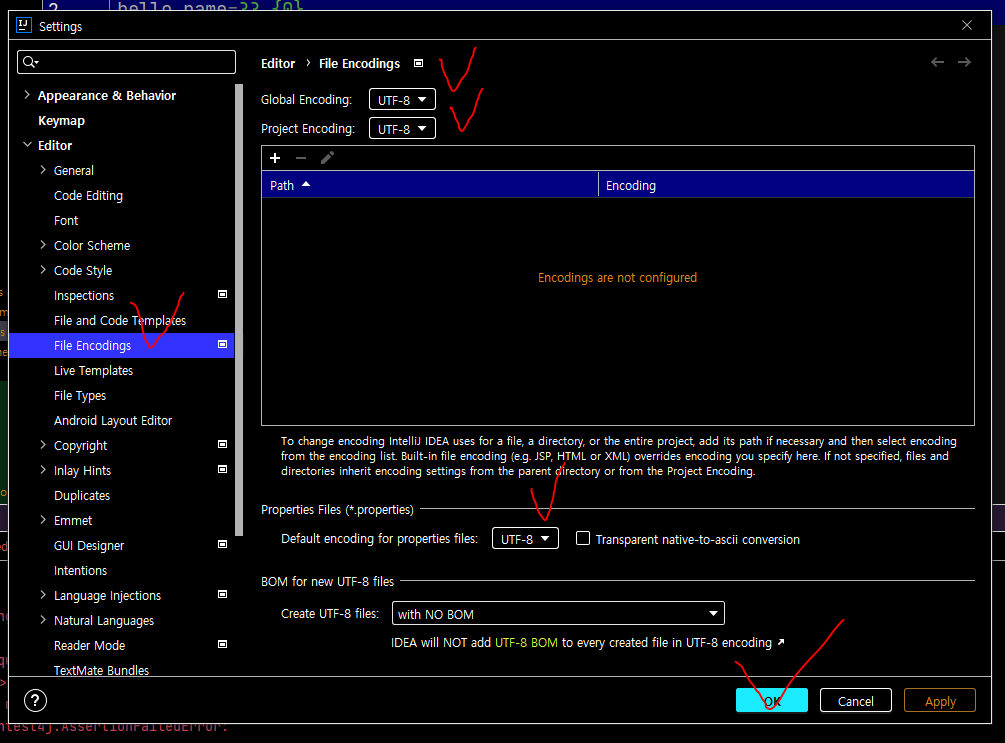 2
hello.name=?? {0}
Settings
Editor › File Encodings
Global Encoding: UTF-8
Project Encoding: UTF-8
Appearance & Behavior
Keymap
Editor
General
Code Editing
Font
Color Scheme
Code Style
Inspections
File and Code Templates
File Encodings
Live Templates
File Types
Android Layout Editor
Copyright
Inlay Hints
Duplicates
Emmet
GUI Designer
Intentions
Language Injections
Natural Languages
Reader Mode
TextMate Bundles
Path Encoding
Encodings are not configured
To change encoding IntelliJ IDEA uses for a file, a directory, or the entire project, add its path if necessary and then select encoding
from the encoding list. Built-in file encoding (e.g. JSP, HTML or XML) overrides encoding you specify here. If not specified, files and
directories inherit encoding settings from the parent directory or from the Project Encoding.
Properties Files (*.properties)
Default encoding for properties files: UTF-8 Transparent native-to-ascii conversion
BOM for new UTF-8 files
Create UTF-8 files: with NO BOM
IDEA will NOT add UTF-8 BOM to every created file in UTF-8 encoding
? OK Cancel Apply
ntest4j.AssertionFailedError: